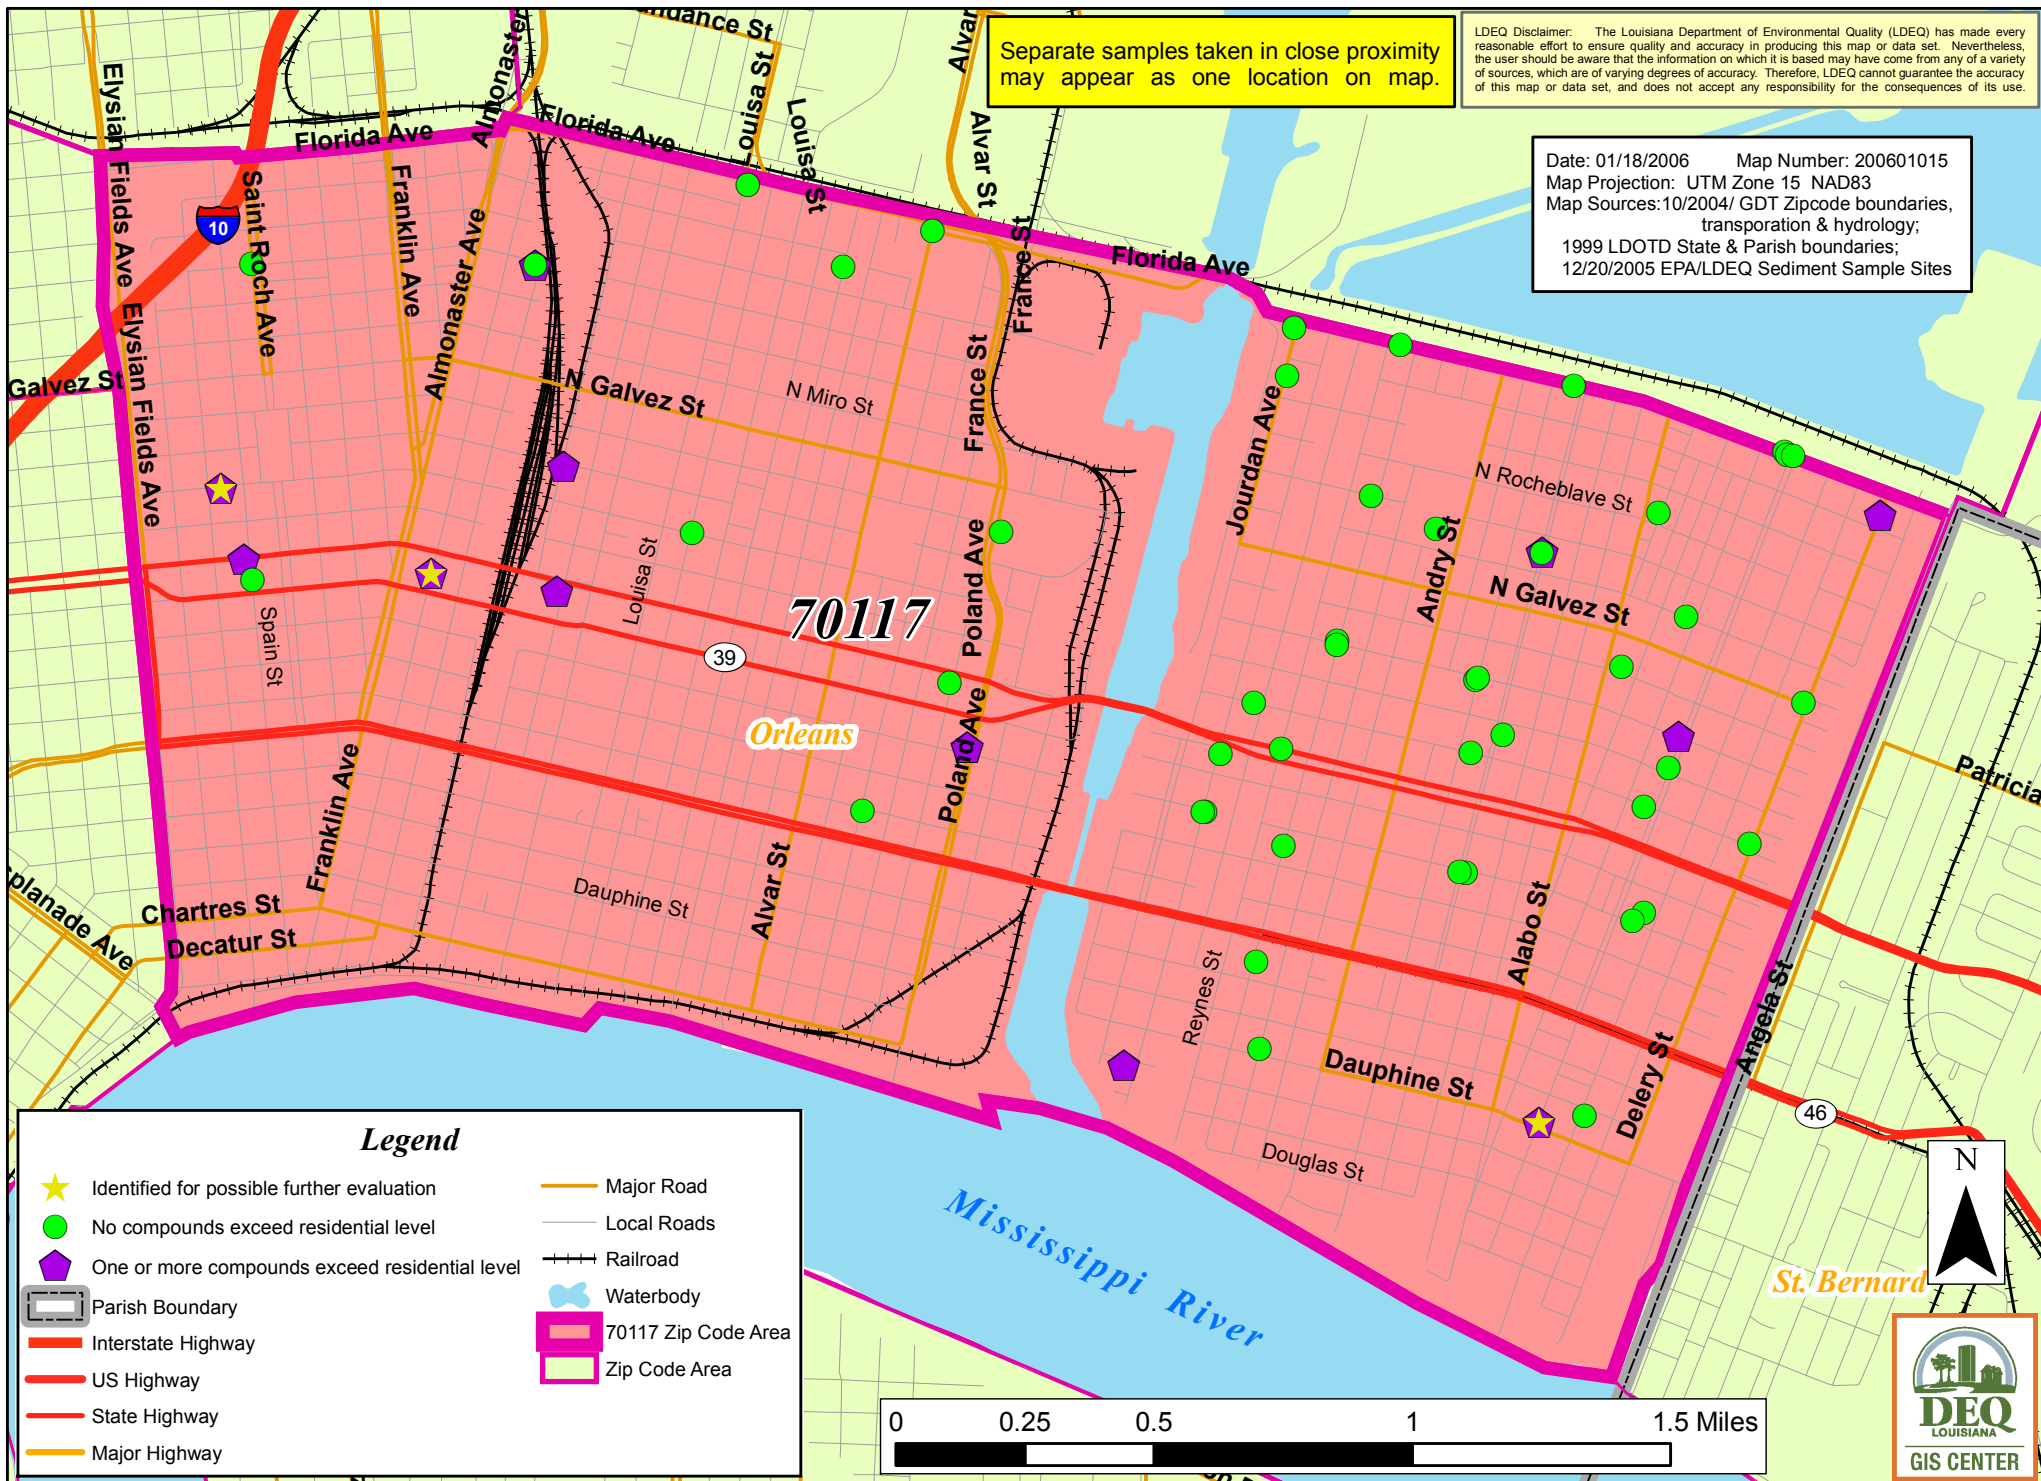 Separate samples taken in close proximity
may appear as one location on map.
LDEQ Disclaimer: The Louisiana Department of Environmental Quality (LDEQ) has made every
reasonable effort to ensure quality and accuracy in producing this map or data set. Nevertheless,
the user should be aware that the information on which it is based may have come from any of a variety
of sources, which are of varying degrees of accuracy. Therefore, LDEQ cannot guarantee the accuracy
of this map or data set, and does not accept any responsibility for the consequences of its use.
Date: 01/18/2006 Map Number: 200601015
Map Projection: UTM Zone 15 NAD83
Map Sources:10/2004/ GDT Zipcode boundaries,
transporation & hydrology;
1999 LDOTD State & Parish boundaries;
12/20/2005 EPA/LDEQ Sediment Sample Sites
Louisa St
Louisa St
Almonaster
Alvar
Alvar St
Elysian Fields Ave
Florida Ave
Florida Ave
Florida Ave
Saint Roch Ave
Franklin Ave
Almonaster Ave
10
France St
France St
Galvez St
Elysian Fields Ave
N Galvez St
N Miro St
Jourdan Ave
N Rocheblave St
Andry St
N Galvez St
Louisa St
Poland Ave
70117
Spain St
39
Orleans
Poland Ave
Patricia
Franklin Ave
Alvar St
Dauphine St
Chartres St
Decatur St
splanade Ave
Alabo St
Reynes St
Angela St
Dauphine St
Delery St
46
Douglas St
Mississippi River
St. Bernard
N
Legend
Identified for possible further evaluation
No compounds exceed residential level
One or more compounds exceed residential level
Parish Boundary
Interstate Highway
US Highway
State Highway
Major Highway
Major Road
Local Roads
Railroad
Waterbody
70117 Zip Code Area
Zip Code Area
0 0.25 0.5 1 1.5 Miles
DEQ
LOUISIANA
GIS CENTER